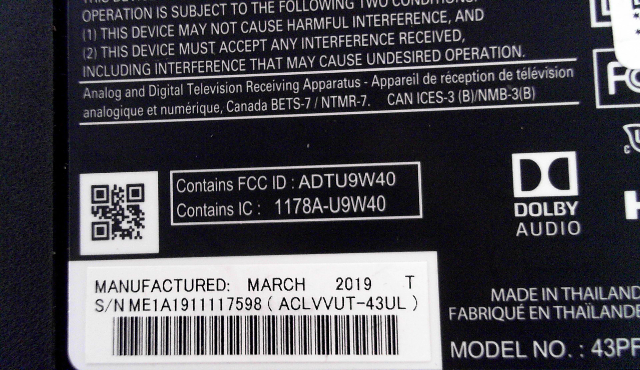 OPERATION IS SUBJECT TO THE FOLLOWING TWO CONDITIONS:
(1) THIS DEVICE MAY NOT CAUSE HARMFUL INTERFERENCE, AND
(2) THIS DEVICE MUST ACCEPT ANY INTERFERENCE RECEIVED,
INCLUDING INTERFERENCE THAT MAY CAUSE UNDESIRED OPERATION.
Analog and Digital Television Receiving Apparatus - Appareil de réception de télévision
analogique et numérique, Canada BETS-7 / NTMR-7. CAN ICES-3 (B)/NMB-3(B)
Contains FCC ID : ADTU9W40
Contains IC : 1178A-U9W40
DOLBY
AUDIO
MANUFACTURED: MARCH 2019 T
S/N ME1A1911117598 ( ACLVVUT-43UL )
MADE IN THAILAND
FABRIQUÉ EN THAÏLANDE
MODEL NO. : 43PF